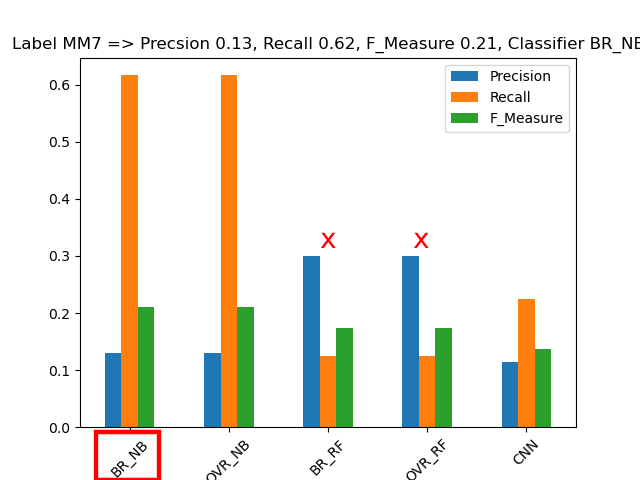 Label MM7 => Precsion 0.13, Recall 0.62, F_Measure 0.21, Classifier BR_NB
Precision
Recall
F_Measure
0.6
0.5
0.4
0.3
0.2
0.1
0.0
x x
BR_NB OVR_NB BR_RF OVR_RF CNN